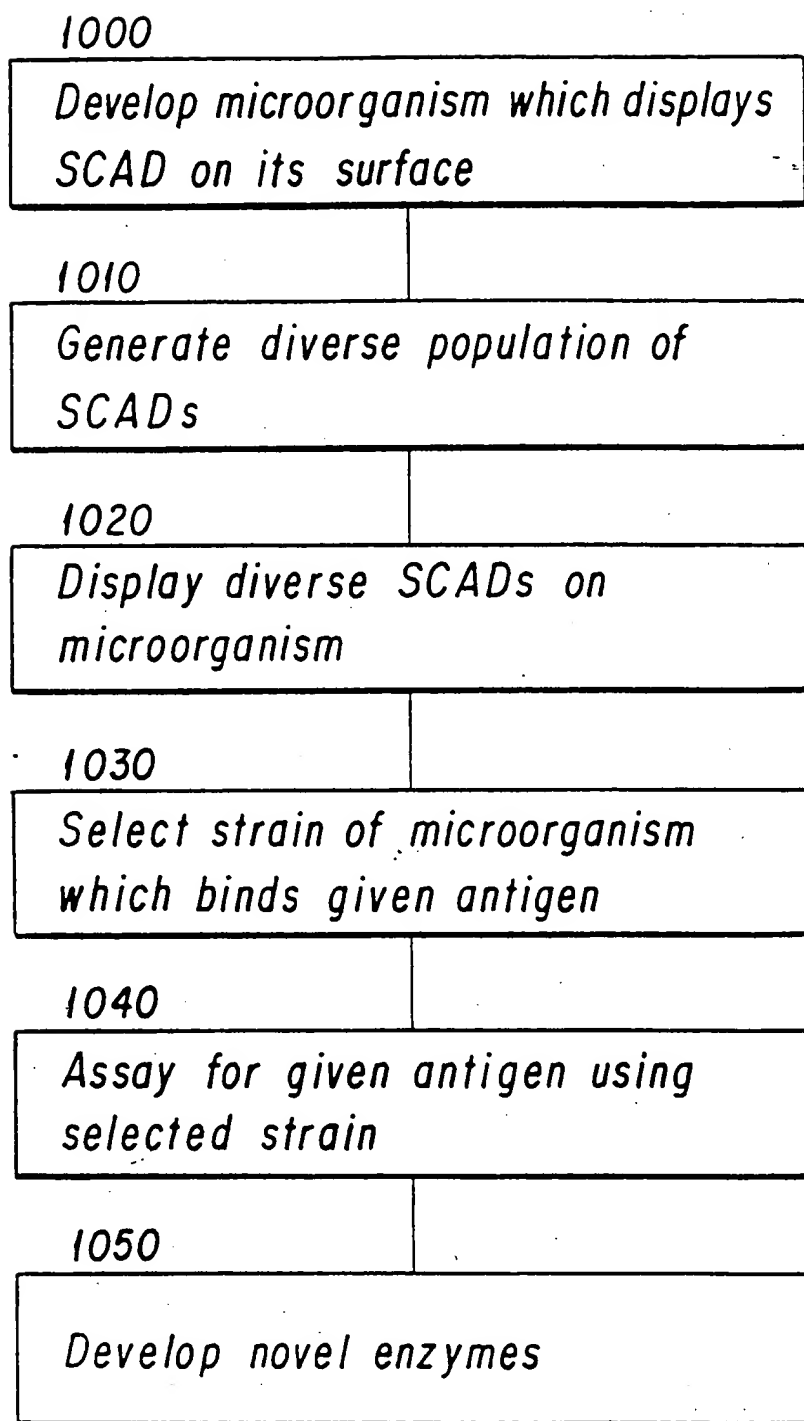 1000
Develop microorganism which displays
SCAD on its surface
1010
Generate diverse population of
SCADs
1020
Display diverse SCADs on
microorganism
1030
Select strain of microorganism
which binds given antigen
1040
Assay for given antigen using
selected strain
1050
Develop novel enzymes